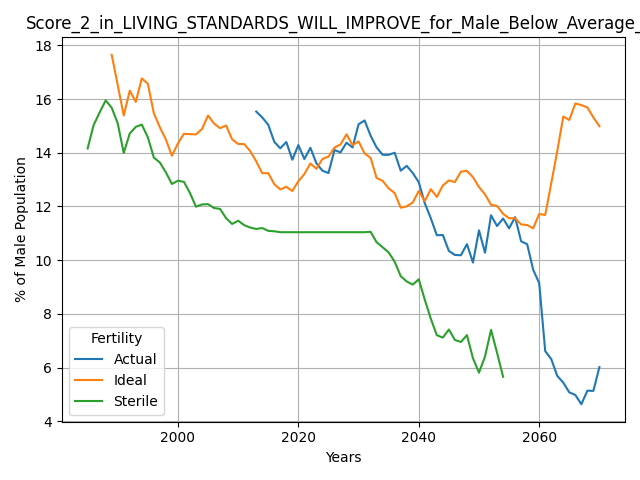 Score_2_in_LIVING_STANDARDS_WILL_IMPROVE_for_Male_Below_Average_
18
16
14
12
10
8
6
4
% of Male Population
Fertility
Actual
Ideal
Sterile
2000
2020
2040
2060
Years